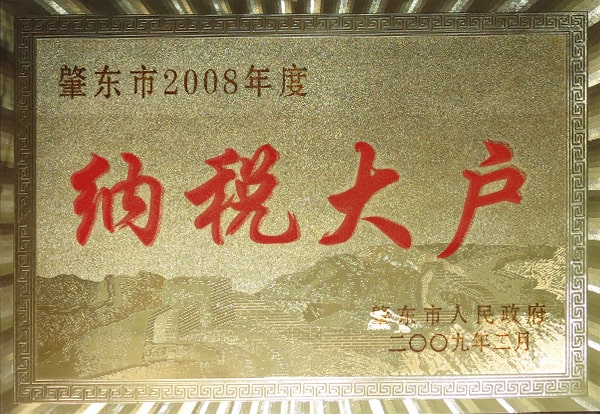 肇东市2008年度
纳税大户
肇东市人民政府
二〇〇九年二月